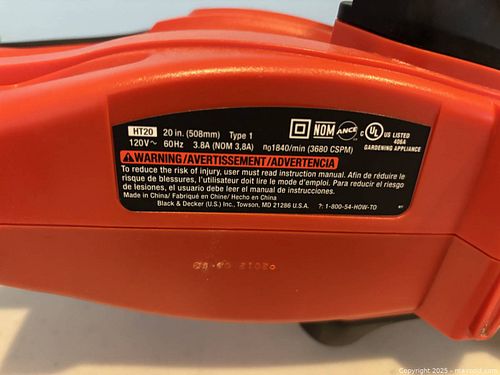 HT20 20 in. (508mm) Type 1
120V~ 60Hz 3.8A (NOM 3.8A) n0 1840/min (3680 CSPM)
NOM ANCE
C UL US LISTED
406A
GARDENING APPLIANCE
WARNING/AVERTISSEMENT/ADVERTENCIA
To reduce the risk of injury, user must read instruction manual. Afin de réduire le
risque de blessures, l'utilisateur doit lire le mode d'emploi. Para reducir el riesgo
de lesiones, el usuario debe leer el manual de instrucciones.
Made in China/ Fabriqué en Chine/ Hecho en China
Black & Decker (U.S.) Inc., Towson, MD 21286 U.S.A. ?: 1-800-54-HOW-TO
Copyright 2025 - maxsold.com